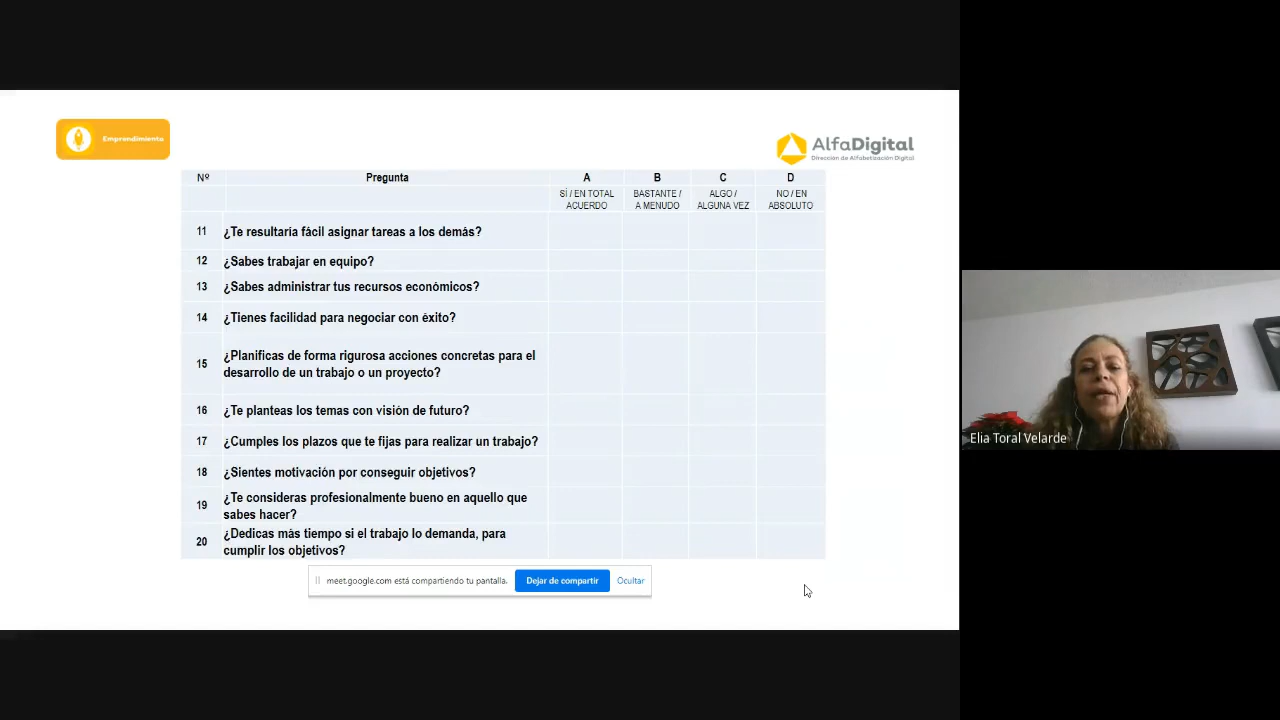 Emprendimiento
AlfaDigital
Dirección de Alfabetización Digital
Nº Pregunta A B C D
SÍ / EN TOTAL ACUERDO BASTANTE / A MENUDO ALGO / ALGUNA VEZ NO / EN ABSOLUTO
11 ¿Te resultaría fácil asignar tareas a los demás?
12 ¿Sabes trabajar en equipo?
13 ¿Sabes administrar tus recursos económicos?
14 ¿Tienes facilidad para negociar con éxito?
15 ¿Planificas de forma rigurosa acciones concretas para el
desarrollo de un trabajo o un proyecto?
16 ¿Te planteas los temas con visión de futuro?
17 ¿Cumples los plazos que te fijas para realizar un trabajo?
18 ¿Sientes motivación por conseguir objetivos?
19 ¿Te consideras profesionalmente bueno en aquello que
sabes hacer?
20 ¿Dedicas más tiempo si el trabajo lo demanda, para
cumplir los objetivos?
meet.google.com está compartiendo tu pantalla. Dejar de compartir Ocultar
Elia Toral Velarde